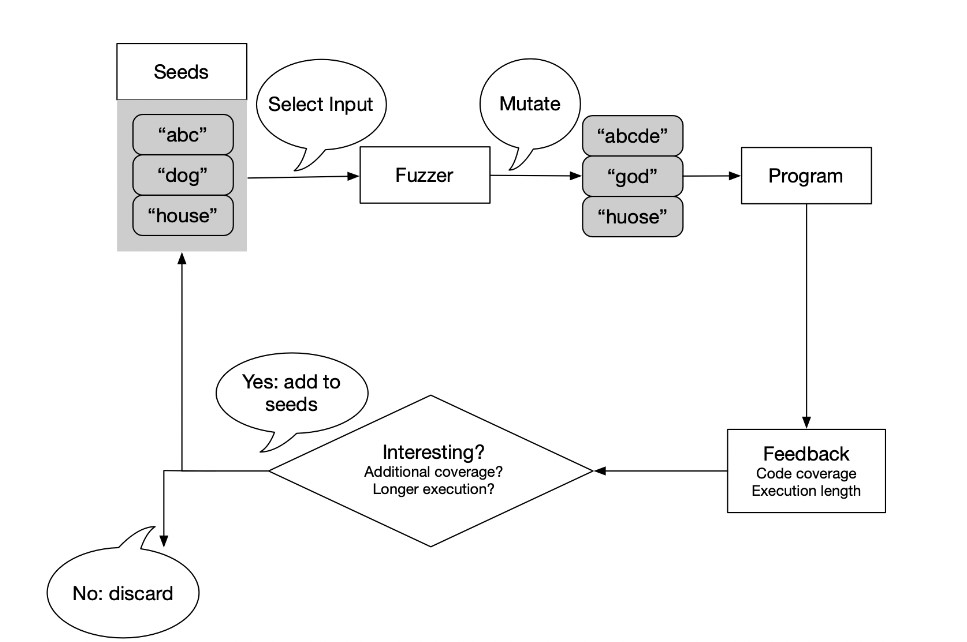 Seeds
“abc”
“dog”
“house”
Select Input
Fuzzer
Mutate
“abcde”
“god”
“huose”
Program
Feedback
Code coverage
Execution length
Interesting?
Additional coverage?
Longer execution?
Yes: add to
seeds
No: discard